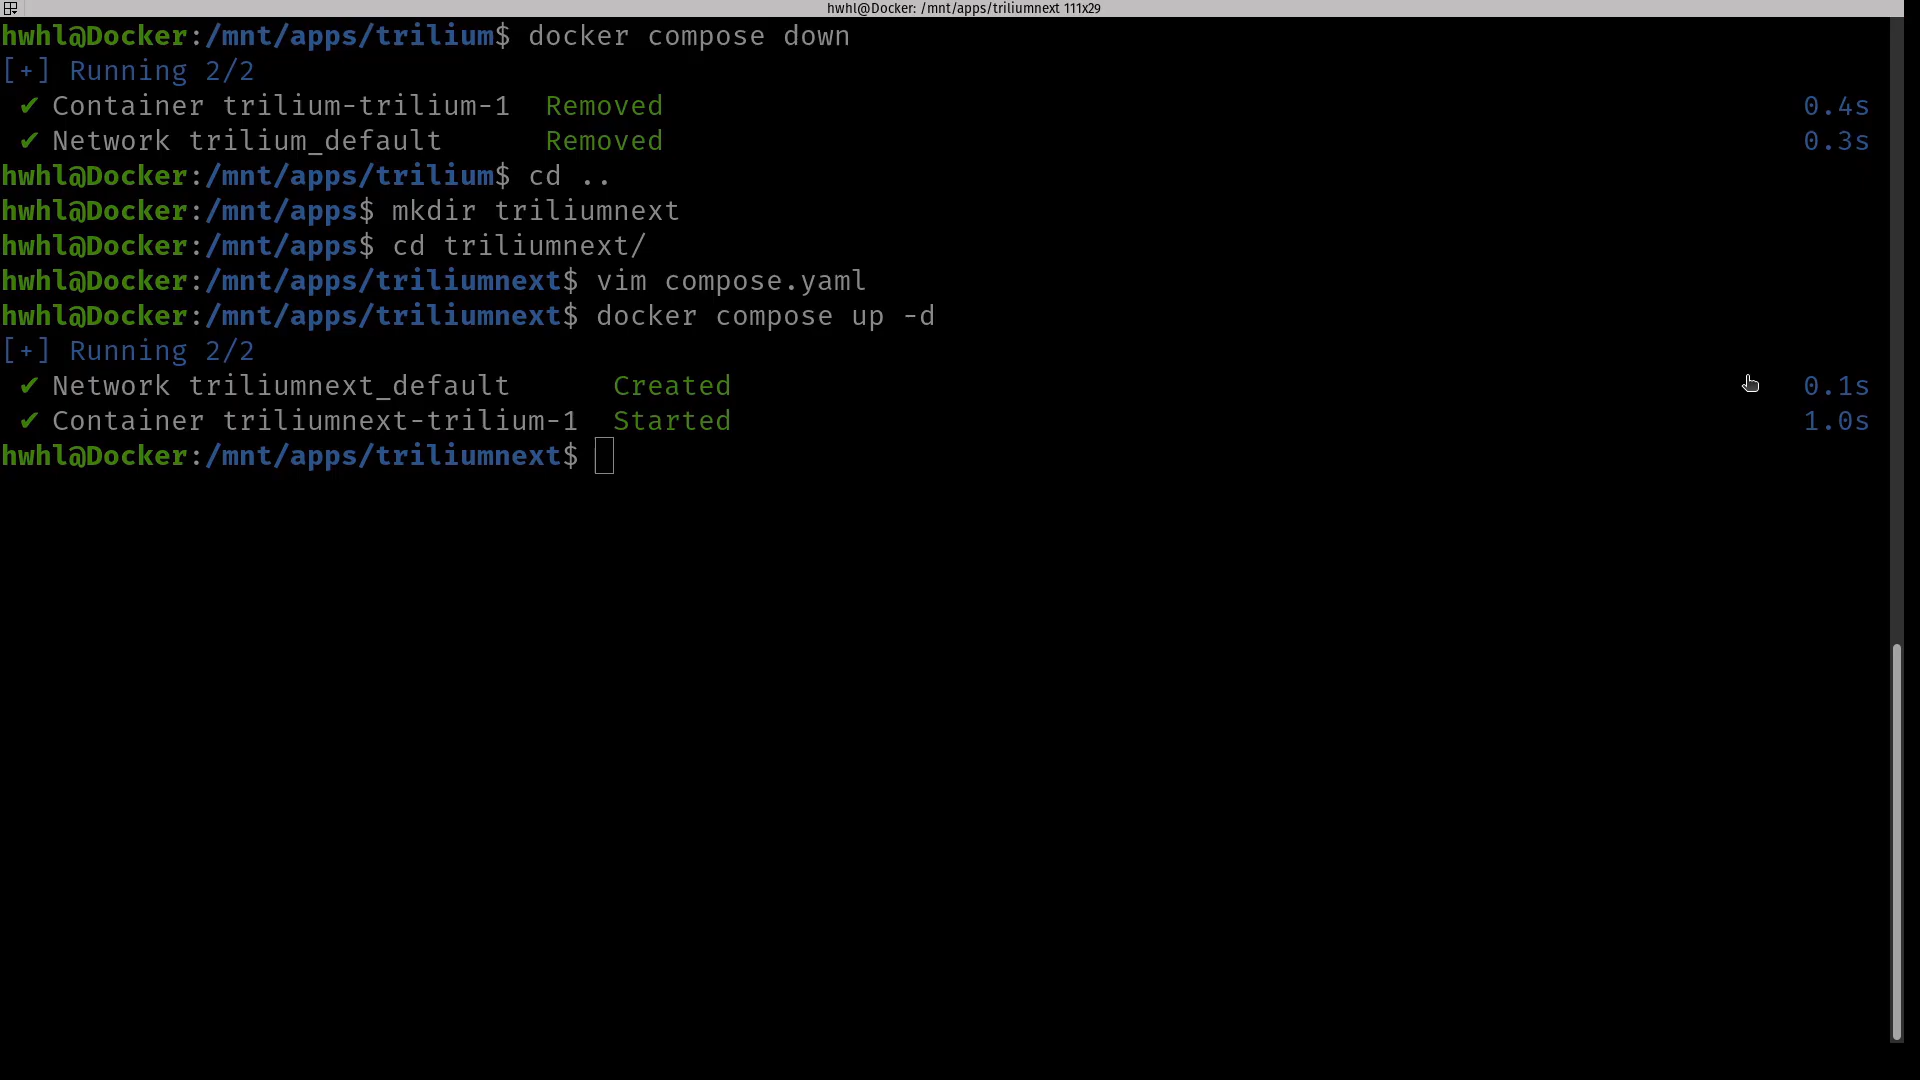 hwhl@Docker: /mnt/apps/triliumnext 111x29
hwhl@Docker:/mnt/apps/trilium$ docker compose down
[+] Running 2/2
✔ Container trilium-trilium-1  Removed 0.4s
✔ Network trilium_default      Removed 0.3s
hwhl@Docker:/mnt/apps/trilium$ cd ..
hwhl@Docker:/mnt/apps$ mkdir triliumnext
hwhl@Docker:/mnt/apps$ cd triliumnext/
hwhl@Docker:/mnt/apps/triliumnext$ vim compose.yaml
hwhl@Docker:/mnt/apps/triliumnext$ docker compose up -d
[+] Running 2/2
✔ Network triliumnext_default      Created 0.1s
✔ Container triliumnext-trilium-1  Started 1.0s
hwhl@Docker:/mnt/apps/triliumnext$